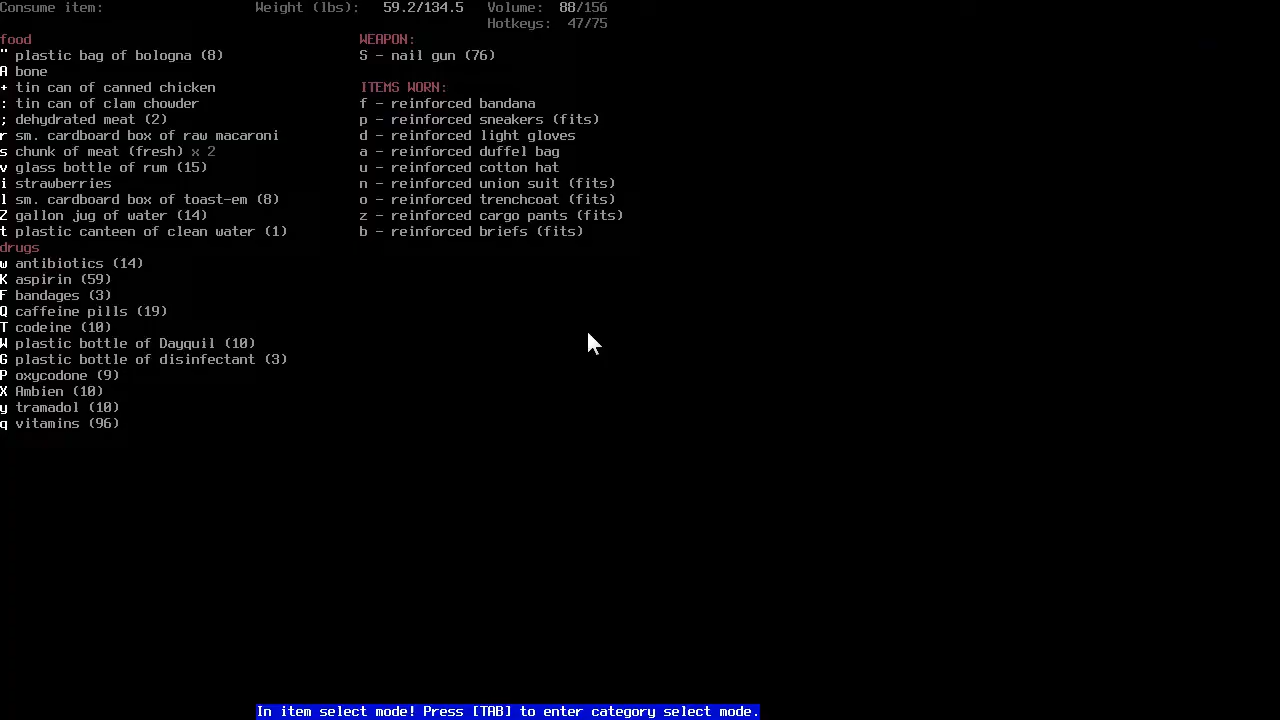 Consume item: Weight (lbs): 59.2/134.5 Volume: 88/156
Hotkeys: 47/75
food
" plastic bag of bologna (8)
A bone
+ tin can of canned chicken
: tin can of clam chowder
; dehydrated meat (2)
r sm. cardboard box of raw macaroni
s chunk of meat (fresh) x 2
v glass bottle of rum (15)
i strawberries
l sm. cardboard box of toast-em (8)
Z gallon jug of water (14)
t plastic canteen of clean water (1)
drugs
w antibiotics (14)
K aspirin (59)
F bandages (3)
Q caffeine pills (19)
T codeine (10)
W plastic bottle of Dayquil (10)
G plastic bottle of disinfectant (3)
P oxycodone (9)
X Ambien (10)
y tramadol (10)
q vitamins (96)
WEAPON:
S - nail gun (76)
ITEMS WORN:
f - reinforced bandana
p - reinforced sneakers (fits)
d - reinforced light gloves
a - reinforced duffel bag
u - reinforced cotton hat
n - reinforced union suit (fits)
o - reinforced trenchcoat (fits)
z - reinforced cargo pants (fits)
b - reinforced briefs (fits)
In item select mode! Press [TAB] to enter category select mode.